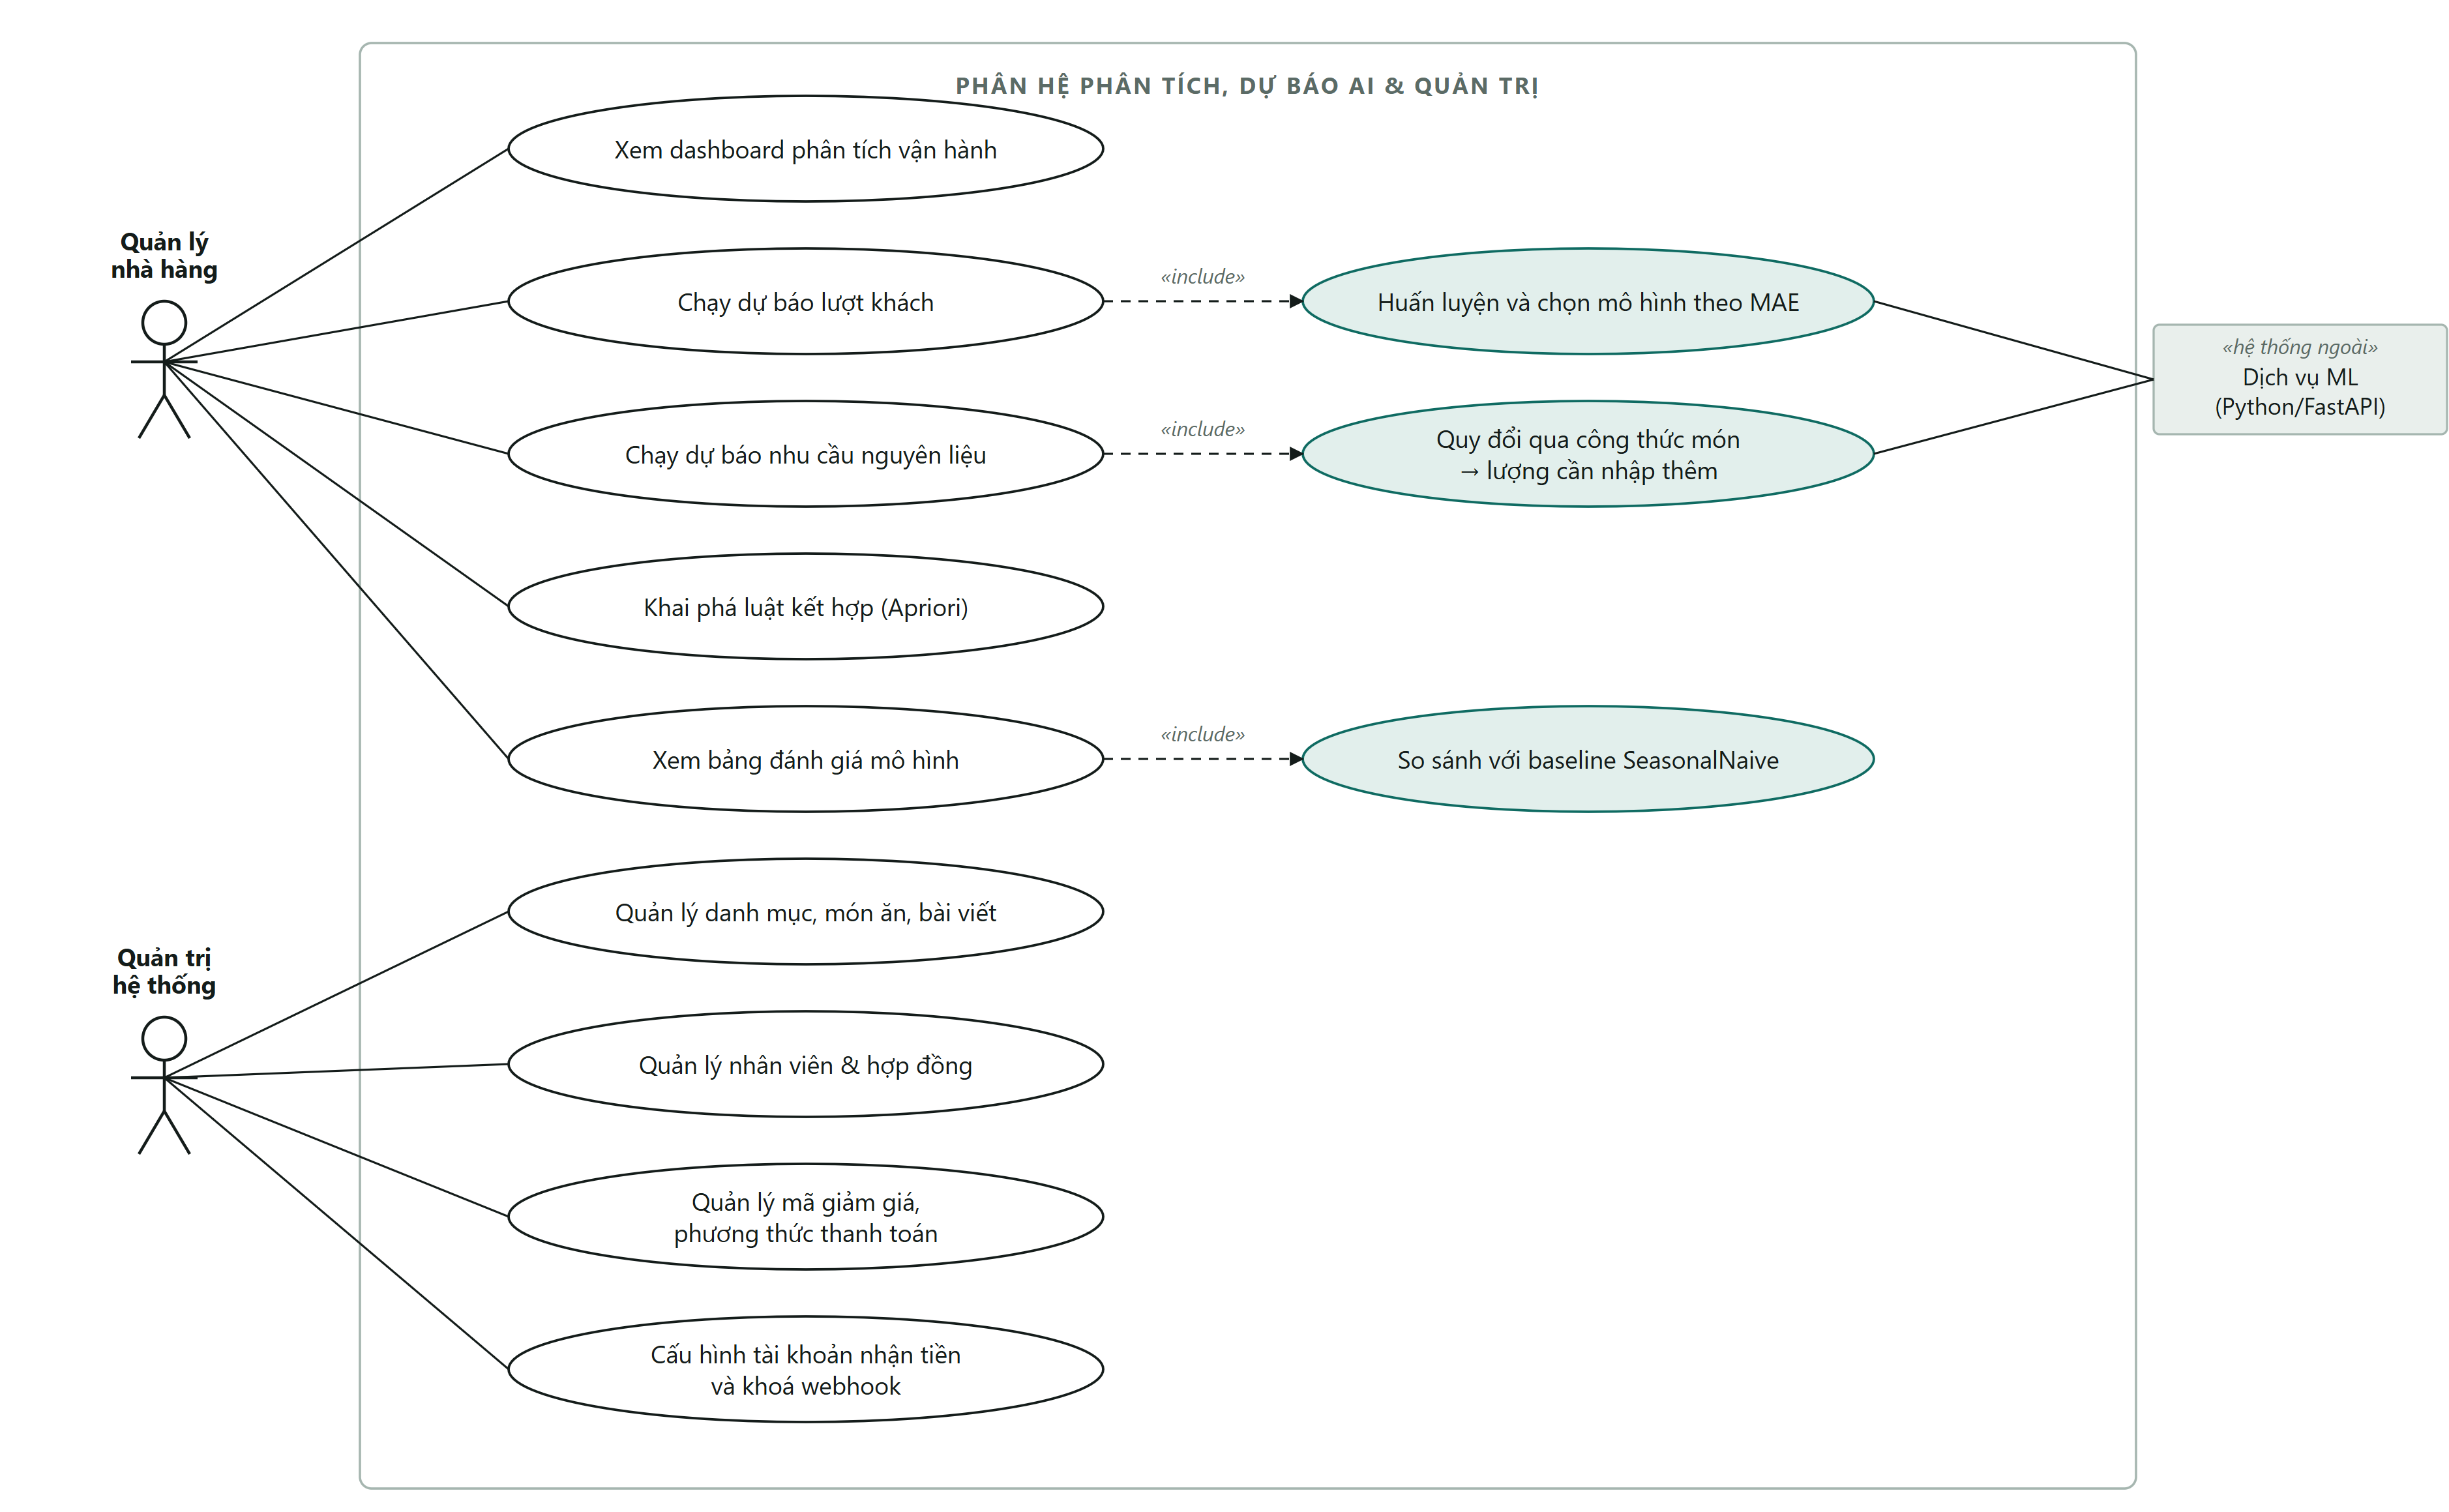 PHÂN HỆ PHÂN TÍCH, DỰ BÁO AI & QUẢN TRỊ
Xem dashboard phân tích vận hành
Quản lý
nhà hàng
Chạy dự báo lượt khách
«include»
Huấn luyện và chọn mô hình theo MAE
«hệ thống ngoài»
Dịch vụ ML
(Python/FastAPI)
Chạy dự báo nhu cầu nguyên liệu
«include»
Quy đổi qua công thức món
→ lượng cần nhập thêm
Khai phá luật kết hợp (Apriori)
Xem bảng đánh giá mô hình
«include»
So sánh với baseline SeasonalNaive
Quản lý danh mục, món ăn, bài viết
Quản trị
hệ thống
Quản lý nhân viên & hợp đồng
Quản lý mã giảm giá,
phương thức thanh toán
Cấu hình tài khoản nhận tiền
và khoá webhook